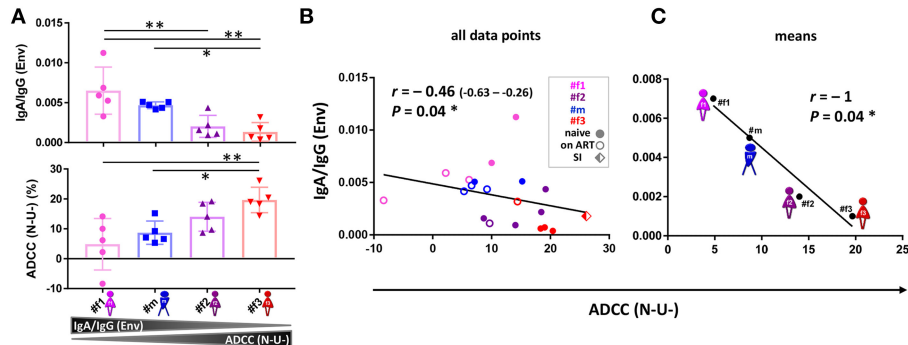 A
IgA/IgG (Env)
0.015
0.010
0.005
0.000
**
**
*
ADCC (N-U-) (%)
30
20
10
0
-10
**
*
#f1
#m
#f2
#f3
IgA/IgG (Env)
ADCC (N-U-)
B
all data points
IgA/IgG (Env)
0.015
0.010
0.005
0.000
r = – 0.46 (-0.63 – -0.26)
P = 0.04 *
#f1
#f2
#m
#f3
naive
on ART
SI
-10
0
10
20
30
C
means
0.008
0.006
0.004
0.002
0.000
r = – 1
P = 0.04 *
#f1
#m
#f2
#f3
0
5
10
15
20
25
ADCC (N-U-)